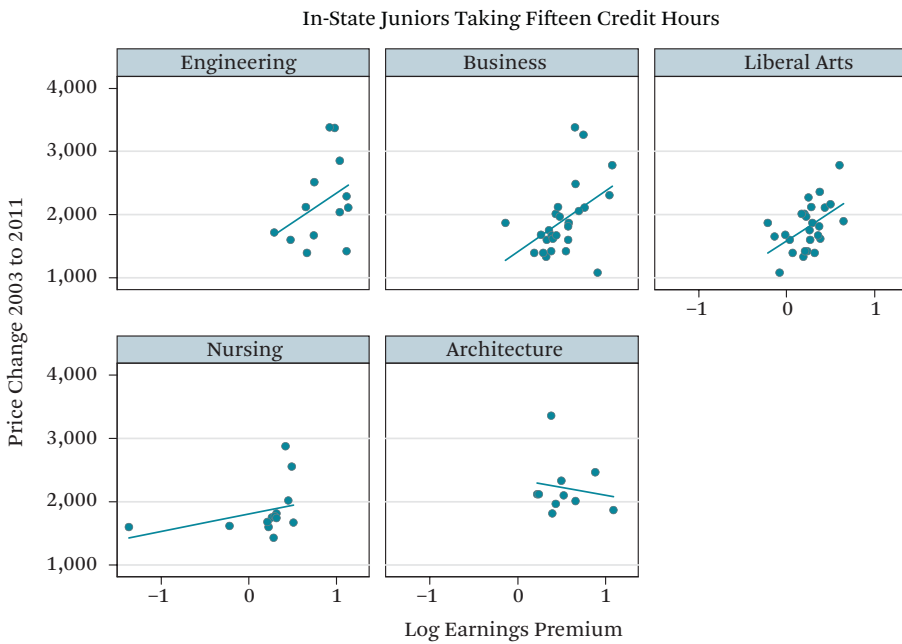 In-State Juniors Taking Fifteen Credit Hours
Engineering
Business
Liberal Arts
4,000
3,000
2,000
1,000
−1 0 1
Price Change 2003 to 2011
Nursing
Architecture
4,000
3,000
2,000
1,000
−1 0 1
−1 0 1
Log Earnings Premium